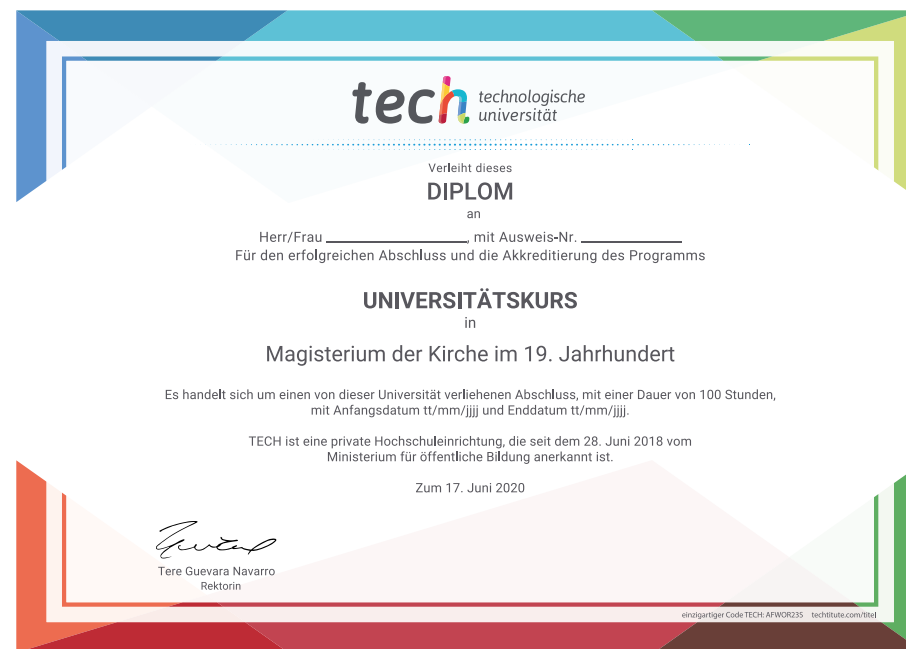 tech technologische
universität
Verleiht dieses
DIPLOM
an
Herr/Frau ____________________, mit Ausweis-Nr. ______________
Für den erfolgreichen Abschluss und die Akkreditierung des Programms
UNIVERSITÄTSKURS
in
Magisterium der Kirche im 19. Jahrhundert
Es handelt sich um einen von dieser Universität verliehenen Abschluss, mit einer Dauer von 100 Stunden,
mit Anfangsdatum tt/mm/jjjj und Enddatum tt/mm/jjjj.
TECH ist eine private Hochschuleinrichtung, die seit dem 28. Juni 2018 vom
Ministerium für öffentliche Bildung anerkannt ist.
Zum 17. Juni 2020
Tere Guevara Navarro
Rektorin
einzigartiger Code TECH: AFWOR235 techtitute.com/titel